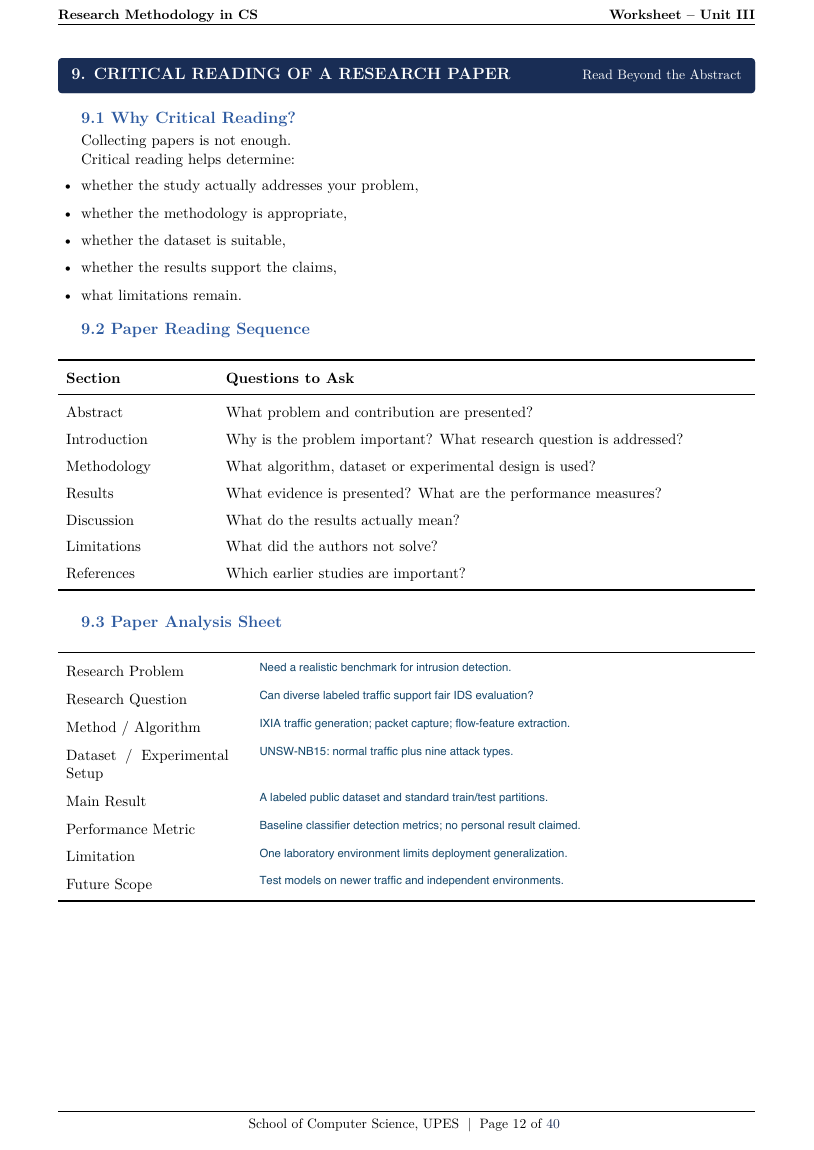 Research Methodology in CS Worksheet – Unit III
9. CRITICAL READING OF A RESEARCH PAPER Read Beyond the Abstract
9.1 Why Critical Reading?
Collecting papers is not enough.
Critical reading helps determine:
• whether the study actually addresses your problem,
• whether the methodology is appropriate,
• whether the dataset is suitable,
• whether the results support the claims,
• what limitations remain.
9.2 Paper Reading Sequence
Section Questions to Ask
Abstract What problem and contribution are presented?
Introduction Why is the problem important? What research question is addressed?
Methodology What algorithm, dataset or experimental design is used?
Results What evidence is presented? What are the performance measures?
Discussion What do the results actually mean?
Limitations What did the authors not solve?
References Which earlier studies are important?
9.3 Paper Analysis Sheet
Research Problem Need a realistic benchmark for intrusion detection.
Research Question Can diverse labeled traffic support fair IDS evaluation?
Method / Algorithm IXIA traffic generation; packet capture; flow-feature extraction.
Dataset / Experimental UNSW-NB15: normal traffic plus nine attack types.
Setup
Main Result A labeled public dataset and standard train/test partitions.
Performance Metric Baseline classifier detection metrics; no personal result claimed.
Limitation One laboratory environment limits deployment generalization.
Future Scope Test models on newer traffic and independent environments.
School of Computer Science, UPES | Page 12 of 40